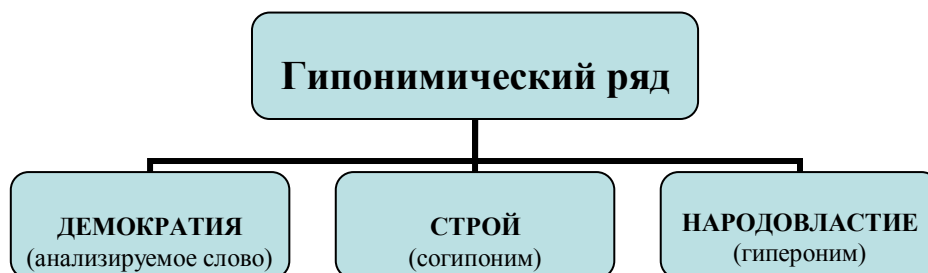 Гипонимический ряд
ДЕМОКРАТИЯ
(анализируемое слово)
СТРОЙ
(согипоним)
НАРОДОВЛАСТИЕ
(гипероним)